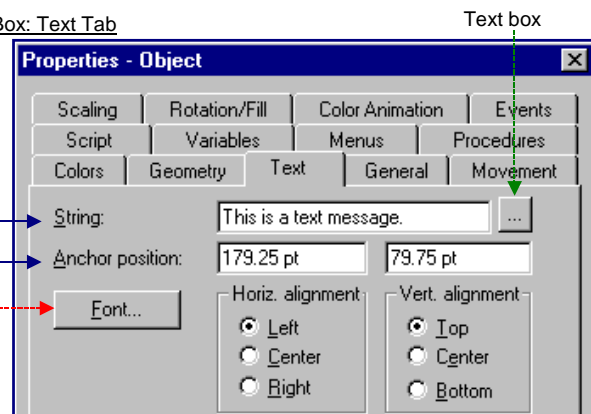 Box: Text Tab
Text box
Properties - Object
Scaling Rotation/Fill Color Animation Events
Script Variables Menus Procedures
Colors Geometry Text General Movement
String: This is a text message. ...
Anchor position: 179.25 pt 79.75 pt
Font... Horiz. alignment Vert. alignment
Left Top
Center Center
Right Bottom